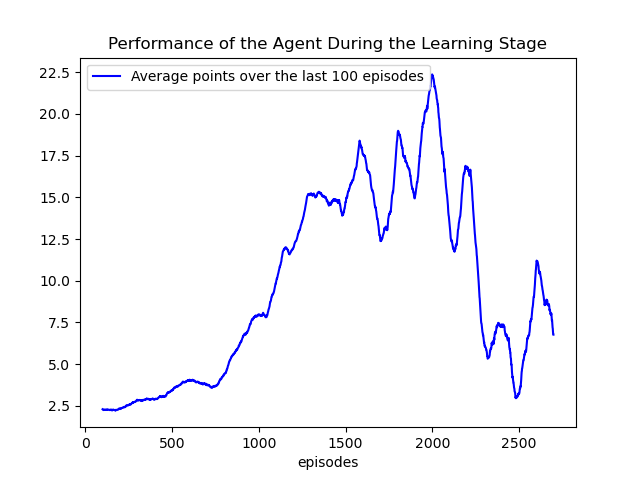 Performance of the Agent During the Learning Stage
Average points over the last 100 episodes
22.5
20.0
17.5
15.0
12.5
10.0
7.5
5.0
2.5
0 500 1000 1500 2000 2500
episodes